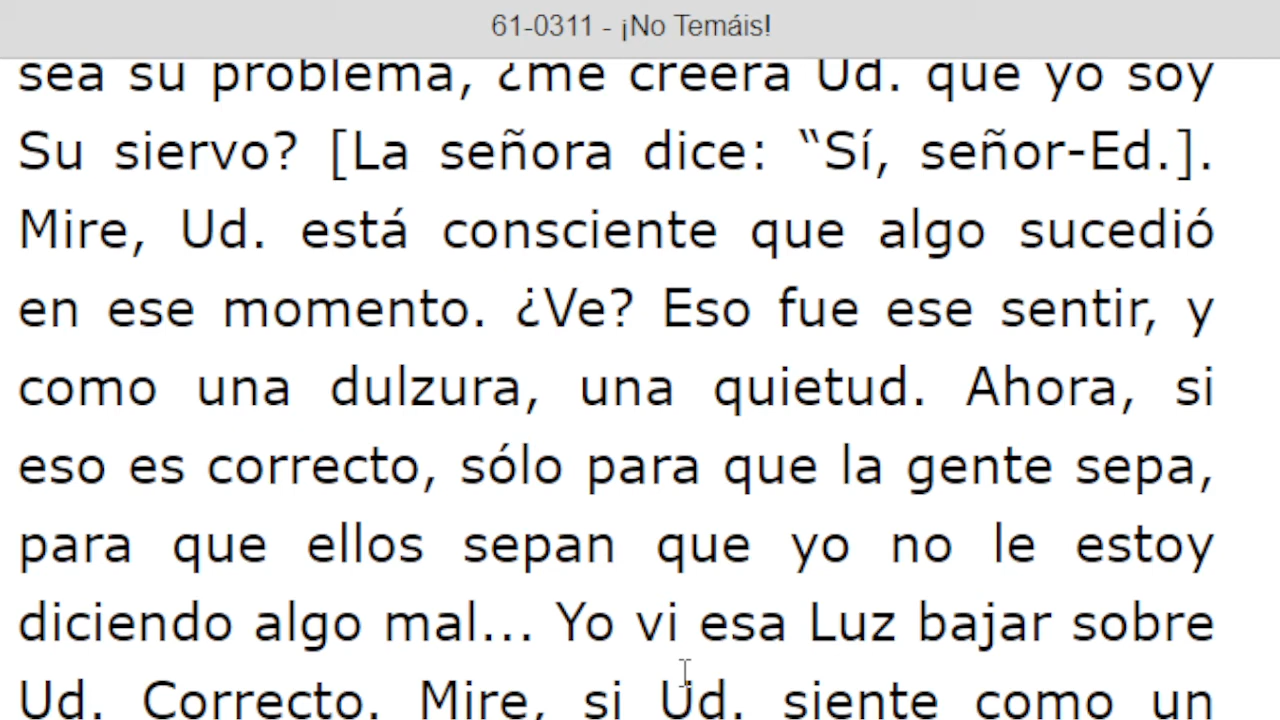 61-0311 - ¡No Temáis!
sea su problema, ¿me creerá Ud. que yo soy
Su siervo? [La señora dice: “Sí, señor-Ed.].
Mire, Ud. está consciente que algo sucedió
en ese momento. ¿Ve? Eso fue ese sentir, y
como una dulzura, una quietud. Ahora, si
eso es correcto, sólo para que la gente sepa,
para que ellos sepan que yo no le estoy
diciendo algo mal... Yo vi esa Luz bajar sobre
Ud. Correcto. Mire, si Ud. siente como un